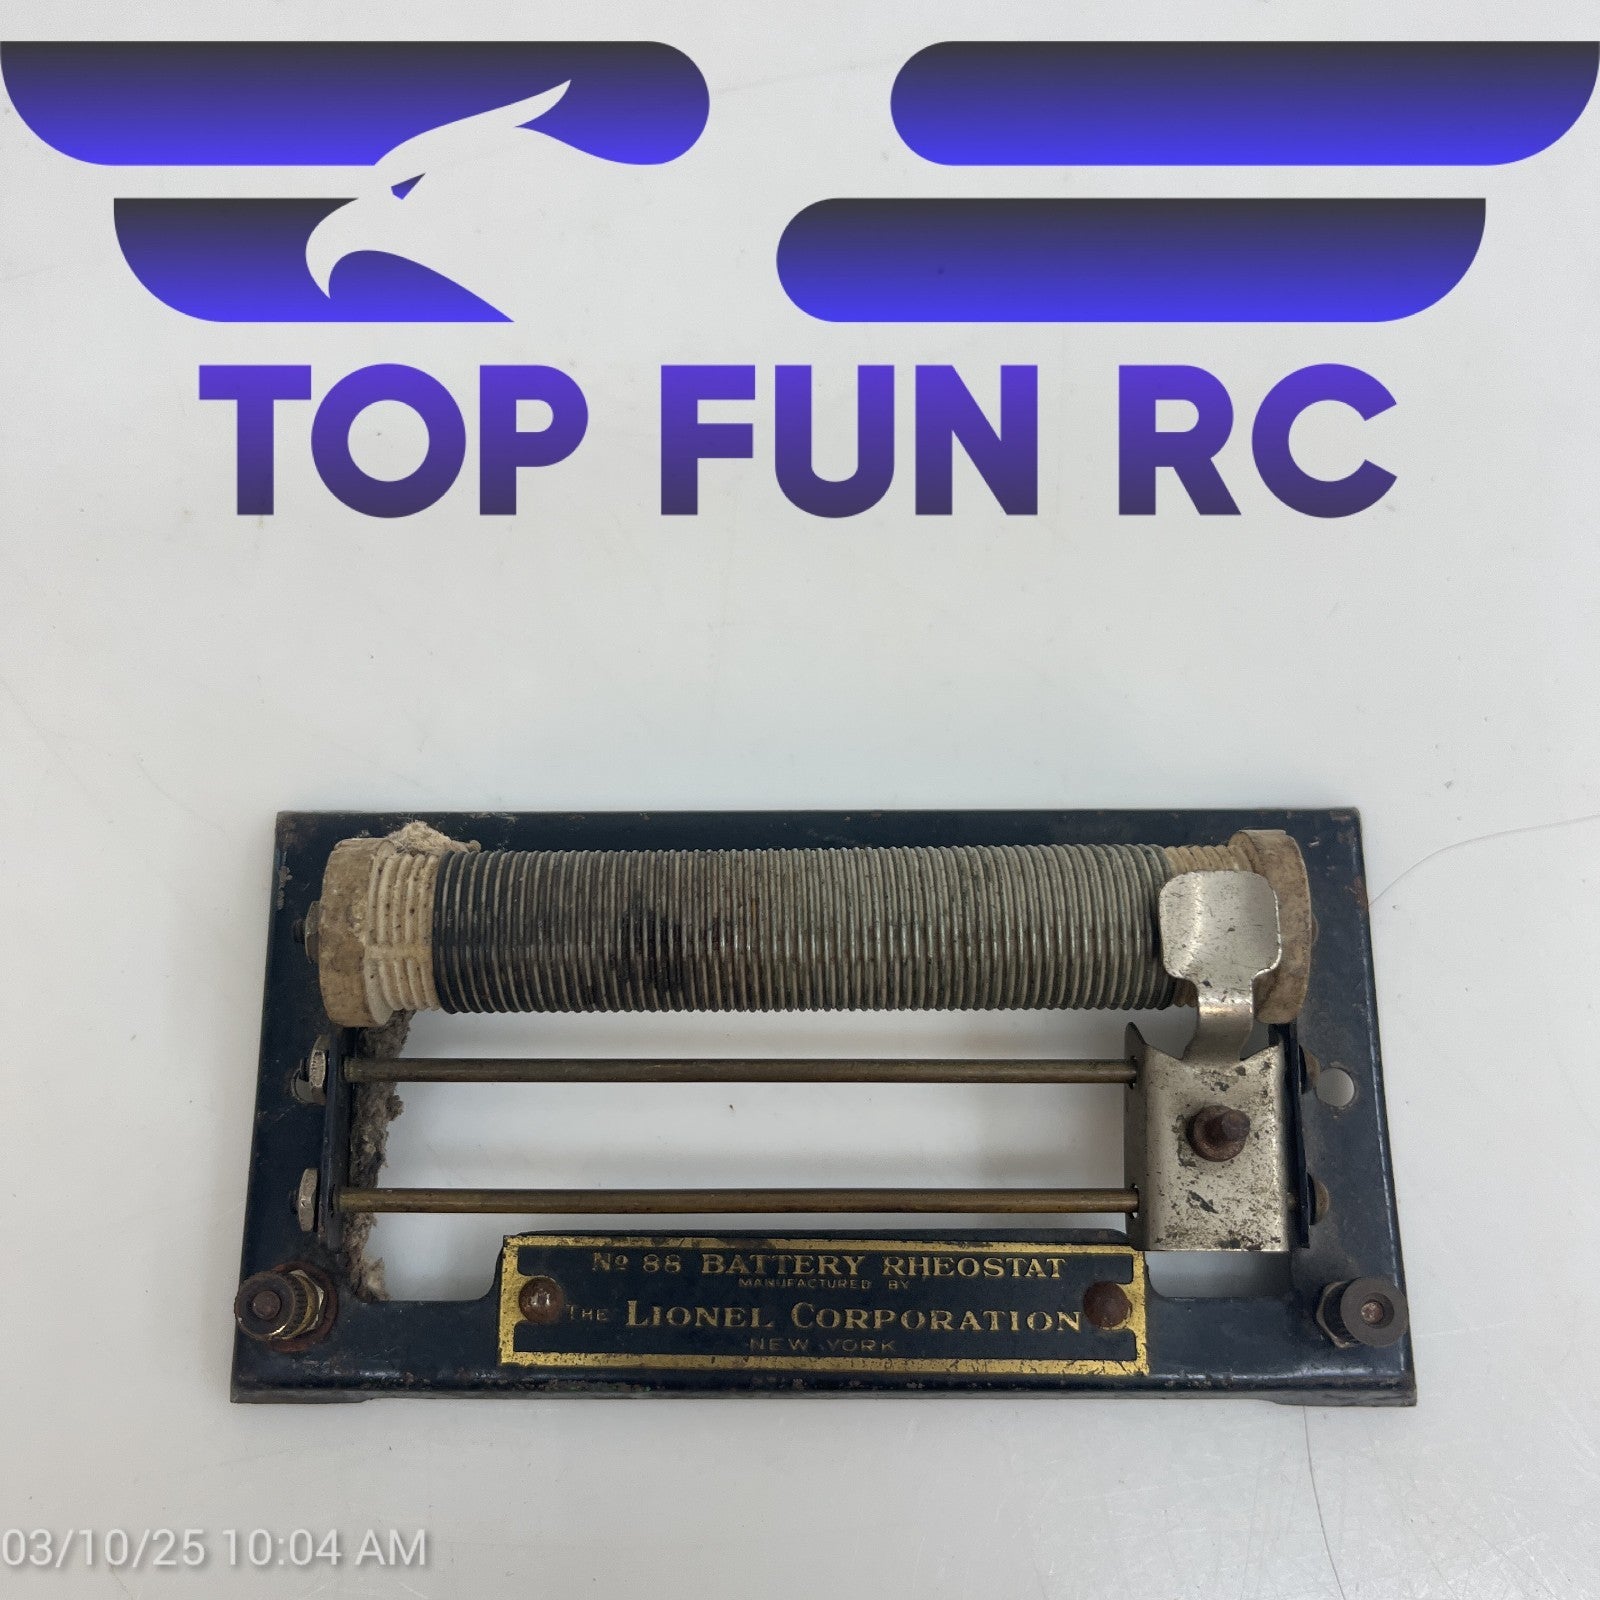 TOP FUN RC
Nº 88 BATTERY RHEOSTAT
MANUFACTURED BY
THE LIONEL CORPORATION
NEW YORK
03/10/25 10:04 AM